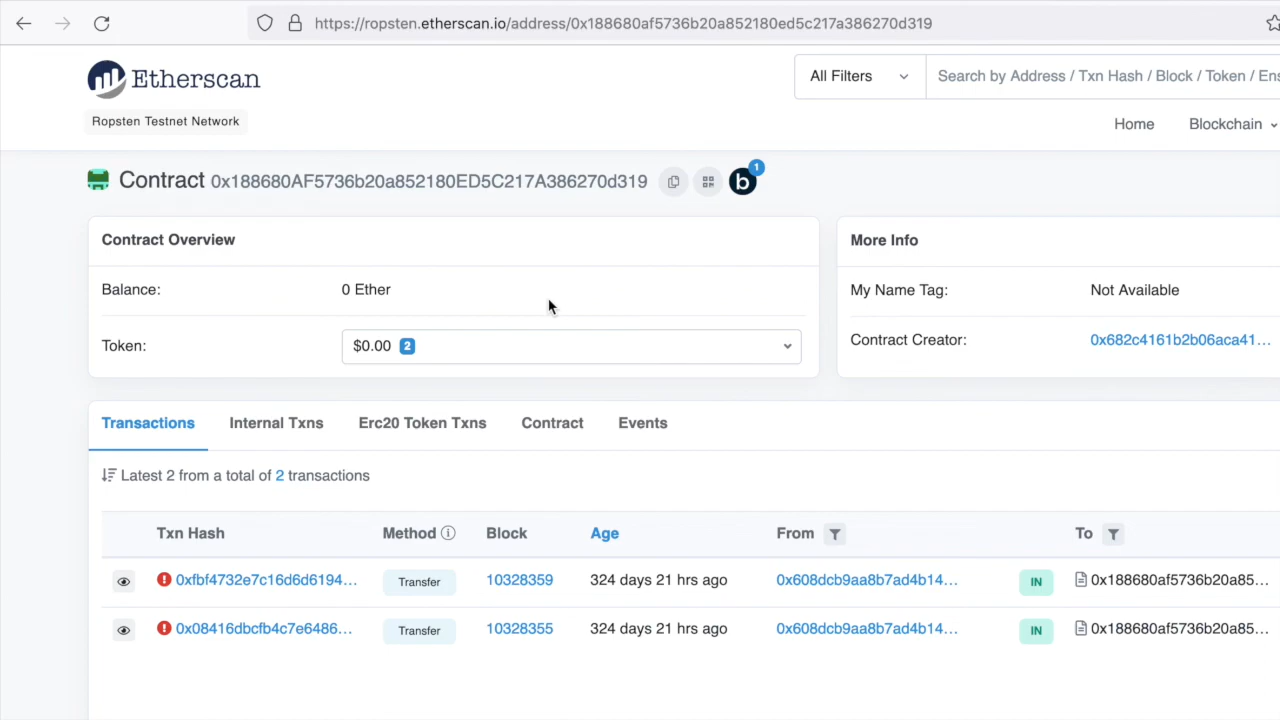 https://ropsten.etherscan.io/address/0x188680af5736b20a852180ed5c217a386270d319
Etherscan
All Filters
Search by Address / Txn Hash / Block / Token / Ens
Ropsten Testnet Network
Home Blockchain
Contract 0x188680AF5736b20a852180ED5C217A386270d319
b 1
Contract Overview
More Info
Balance: 0 Ether
My Name Tag: Not Available
Token: $0.00 2
Contract Creator: 0x682c4161b2b06aca41...
Transactions Internal Txns Erc20 Token Txns Contract Events
Latest 2 from a total of 2 transactions
Txn Hash Method Block Age From To
0xfbf4732e7c16d6d6194... Transfer 10328359 324 days 21 hrs ago 0x608dcb9aa8b7ad4b14... IN 0x188680af5736b20a85...
0x08416dbcfb4c7e6486... Transfer 10328355 324 days 21 hrs ago 0x608dcb9aa8b7ad4b14... IN 0x188680af5736b20a85...